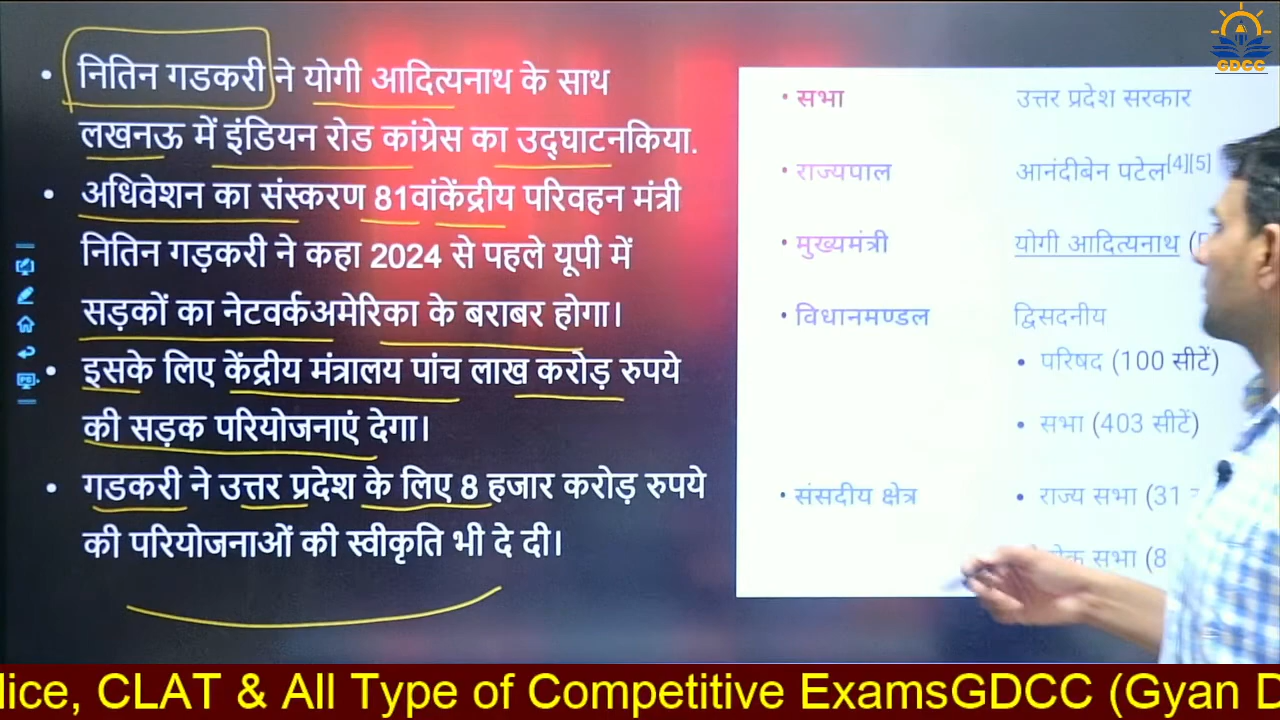 GDCC
• नितिन गडकरी ने योगी आदित्यनाथ के साथ
लखनऊ में इंडियन रोड कांग्रेस का उद्घाटनकिया.
• अधिवेशन का संस्करण 81वांकेंद्रीय परिवहन मंत्री
नितिन गड़करी ने कहा 2024 से पहले यूपी में
सड़कों का नेटवर्कअमेरिका के बराबर होगा।
• इसके लिए केंद्रीय मंत्रालय पांच लाख करोड़ रुपये
की सड़क परियोजनाएं देगा।
• गडकरी ने उत्तर प्रदेश के लिए 8 हजार करोड़ रुपये
की परियोजनाओं की स्वीकृति भी दे दी।
• सभा उत्तर प्रदेश सरकार
• राज्यपाल आनंदीबेन पटेल[4][5]
• मुख्यमंत्री योगी आदित्यनाथ
• विधानमण्डल द्विसदनीय
• परिषद (100 सीटें)
• सभा (403 सीटें)
• संसदीय क्षेत्र • राज्य सभा (31
सभा (8
lice, CLAT & All Type of Competitive ExamsGDCC (Gyan D